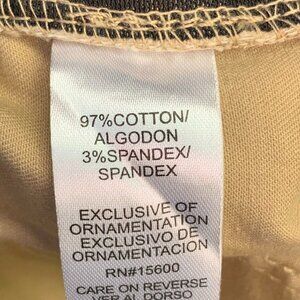 97%COTTON/
ALGODON
3%SPANDEX/
SPANDEX
EXCLUSIVE OF
ORNAMENTATION
EXCLUSIVO DE
ORNAMENTACION
RN#15600
CARE ON REVERSE
VER AL DORSO